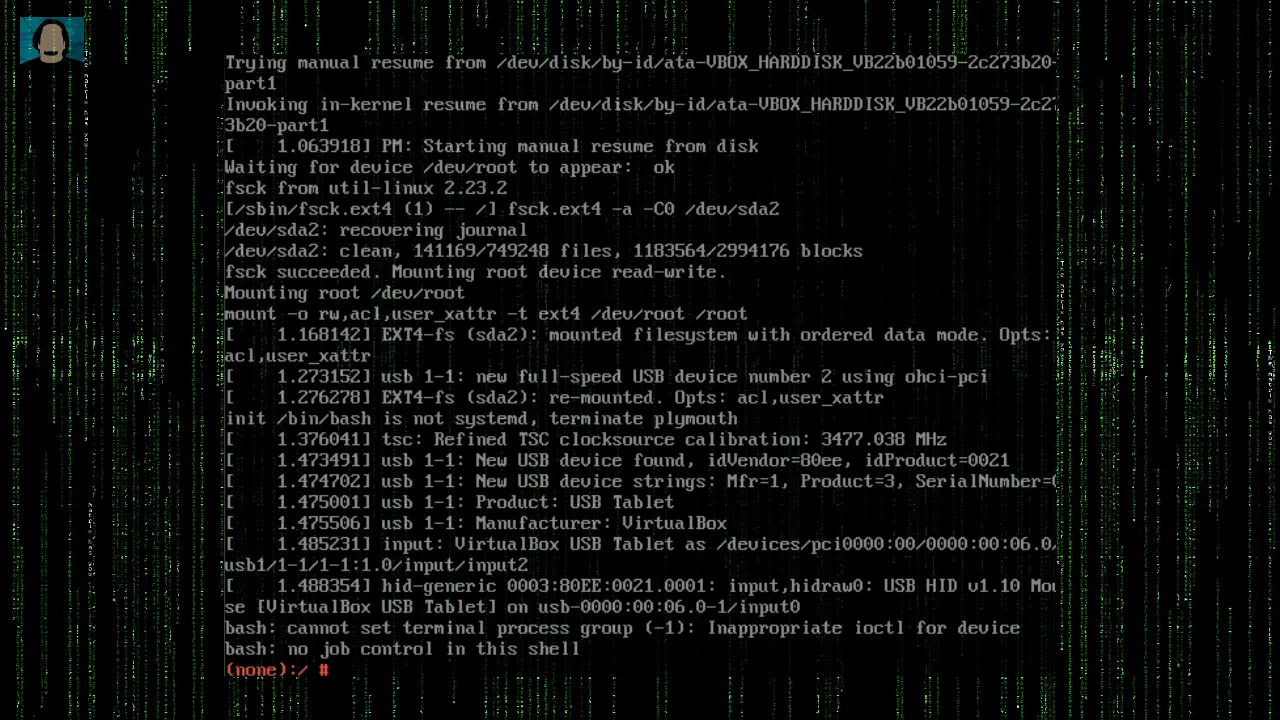 Trying manual resume from /dev/disk/by-id/ata-VBOX_HARDDISK_VB22b01059-2c273b20-
part1
Invoking in-kernel resume from /dev/disk/by-id/ata-VBOX_HARDDISK_VB22b01059-2c27
3b20-part1
[    1.063918] PM: Starting manual resume from disk
Waiting for device /dev/root to appear:  ok
fsck from util-linux 2.23.2
[/sbin/fsck.ext4 (1) -- /] fsck.ext4 -a -C0 /dev/sda2
/dev/sda2: recovering journal
/dev/sda2: clean, 141169/749248 files, 1183564/2994176 blocks
fsck succeeded. Mounting root device read-write.
Mounting root /dev/root
mount -o rw,acl,user_xattr -t ext4 /dev/root /root
[    1.168142] EXT4-fs (sda2): mounted filesystem with ordered data mode. Opts:
acl,user_xattr
[    1.273152] usb 1-1: new full-speed USB device number 2 using ohci-pci
[    1.276278] EXT4-fs (sda2): re-mounted. Opts: acl,user_xattr
init /bin/bash is not systemd, terminate plymouth
[    1.376041] tsc: Refined TSC clocksource calibration: 3477.038 MHz
[    1.473491] usb 1-1: New USB device found, idVendor=80ee, idProduct=0021
[    1.474702] usb 1-1: New USB device strings: Mfr=1, Product=3, SerialNumber=0
[    1.475001] usb 1-1: Product: USB Tablet
[    1.475506] usb 1-1: Manufacturer: VirtualBox
[    1.485231] input: VirtualBox USB Tablet as /devices/pci0000:00/0000:00:06.0/
usb1/1-1/1-1:1.0/input/input2
[    1.488354] hid-generic 0003:80EE:0021.0001: input,hidraw0: USB HID v1.10 Mou
se [VirtualBox USB Tablet] on usb-0000:00:06.0-1/input0
bash: cannot set terminal process group (-1): Inappropriate ioctl for device
bash: no job control in this shell
(none):/ #